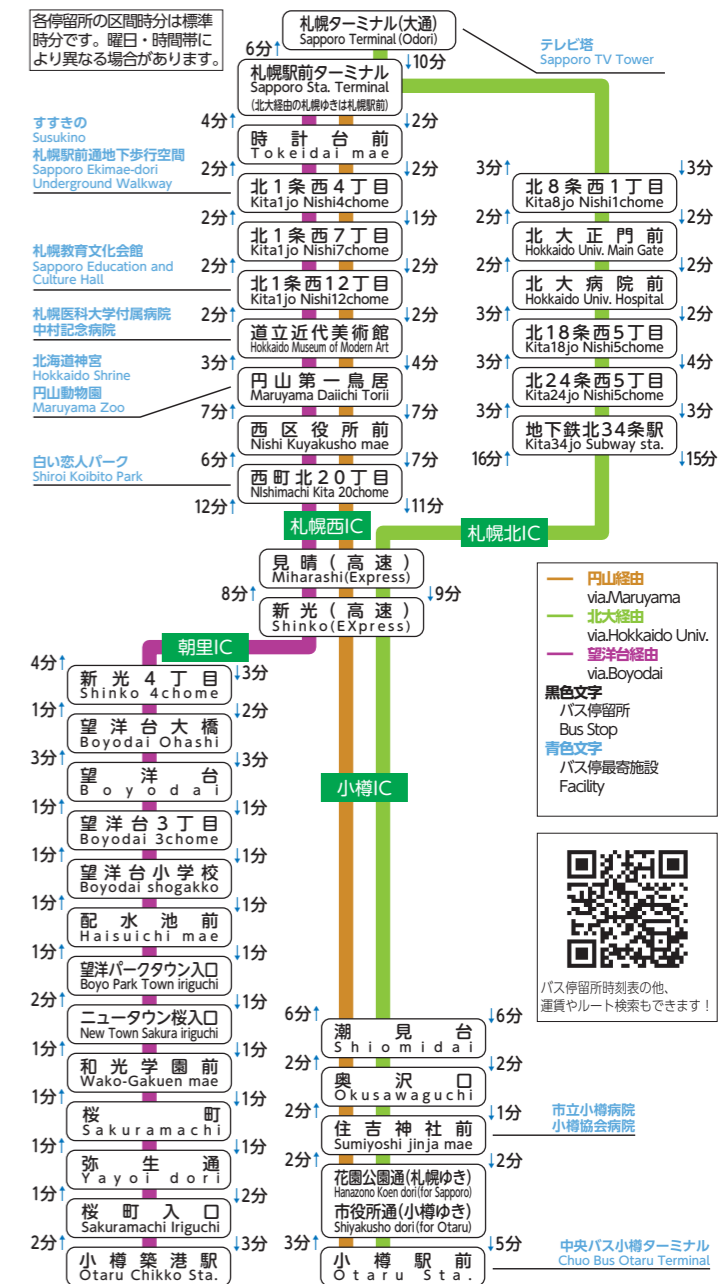 各停留所の区間時分は標準
時分です。曜日・時間帯に
より異なる場合があります。
札幌ターミナル(大通)
Sapporo Terminal(Odori)
テレビ塔
Sapporo TV Tower
6分↑
↓10分
札幌駅前ターミナル
Sapporo Sta. Terminal
(北大経由の札幌ゆきは札幌駅前)
すすきの
Susukino
札幌駅前通地下歩行空間
Sapporo Ekimae-dori
Underground Walkway
4分↑
↓2分
時計台前
Tokeidai mae
2分↑
↓2分
北1条西4丁目
Kita1jo Nishi4chome
2分↑
↓1分
北1条西7丁目
Kita1jo Nishi7chome
札幌教育文化会館
Sapporo Education and
Culture Hall
2分↑
↓2分
北1条西12丁目
Kita1jo Nishi12chome
札幌医科大学付属病院
中村記念病院
2分↑
↓2分
道立近代美術館
Hokkaido Museum of Modern Art
北海道神宮
Hokkaido Shrine
円山動物園
Maruyama Zoo
3分↑
↓4分
円山第一鳥居
Maruyama Daiichi Torii
7分↑
↓7分
西区役所前
Nishi Kuyakusho mae
白い恋人パーク
Shiroi Koibito Park
6分↑
↓7分
西町北20丁目
NIshimachi Kita 20chome
12分↑
↓11分
札幌西IC
3分↑
↓3分
北8条西1丁目
Kita8jo Nishi1chome
2分↑
↓2分
北大正門前
Hokkaido Univ. Main Gate
2分↑
↓2分
北大病院前
Hokkaido Univ. Hospital
3分↑
↓2分
北18条西5丁目
Kita18jo Nishi5chome
3分↑
↓4分
北24条西5丁目
Kita24jo Nishi5chome
3分↑
↓3分
地下鉄北34条駅
Kita34jo Subway sta.
16分↑
↓15分
札幌北IC
見晴(高速)
Miharashi(Express)
8分↑
↓9分
新光(高速)
Shinko(EXpress)
円山経由
via.Maruyama
北大経由
via.Hokkaido Univ.
望洋台経由
via.Boyodai
黒色文字
バス停留所
Bus Stop
青色文字
バス停最寄施設
Facility
朝里IC
4分↑
↓3分
新光4丁目
Shinko 4chome
1分↑
↓2分
望洋台大橋
Boyodai Ohashi
3分↑
↓3分
望洋台
Boyodai
1分↑
↓1分
望洋台3丁目
Boyodai 3chome
1分↑
↓1分
望洋台小学校
Boyodai shogakko
1分↑
↓1分
配水池前
Haisuichi mae
1分↑
↓1分
望洋パークタウン入口
Boyo Park Town iriguchi
2分↑
↓1分
ニュータウン桜入口
New Town Sakura iriguchi
1分↑
↓1分
和光学園前
Wako-Gakuen mae
1分↑
↓1分
桜町
Sakuramachi
1分↑
↓1分
弥生通
Yayoi dori
1分↑
↓2分
桜町入口
Sakuramachi Iriguchi
2分↑
↓3分
小樽築港駅
Otaru Chikko Sta.
小樽IC
バス停留所時刻表の他、
運賃やルート検索もできます!
6分↑
↓6分
潮見台
Shiomidai
2分↑
↓2分
奥沢口
Okusawaguchi
2分↑
↓1分
住吉神社前
Sumiyoshi jinja mae
市立小樽病院
小樽協会病院
2分↑
↓2分
花園公園通(札幌ゆき)
Hanazono Koen dori(for Sapporo)
市役所通(小樽ゆき)
Shiyakusho dori(for Otaru)
3分↑
↓5分
小樽駅前
Otaru Sta.
中央バス小樽ターミナル
Chuo Bus Otaru Terminal